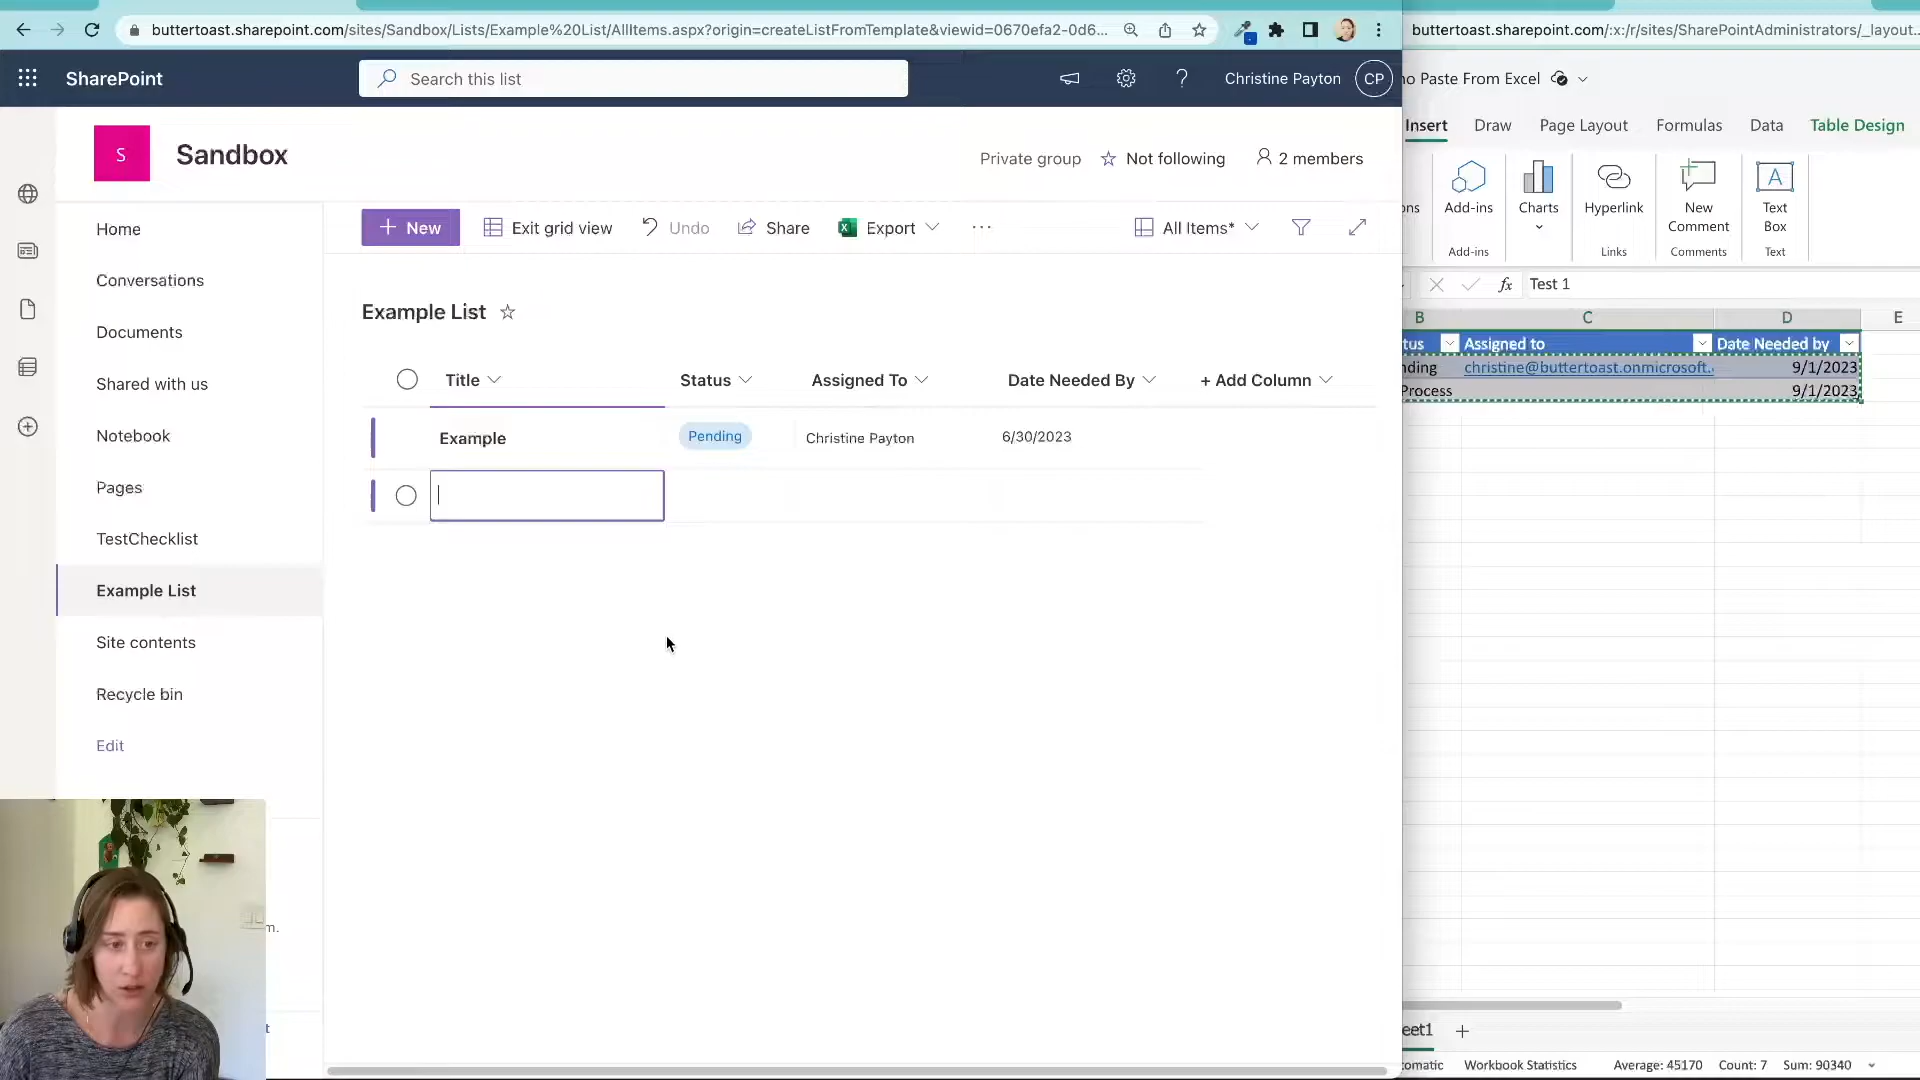 buttertoast.sharepoint.com/sites/Sandbox/Lists/Example%20List/AllItems.aspx?origin=createListFromTemplate&viewid=0670efa2-0d6...
SharePoint
Search this list
?
Christine Payton
CP
S
Sandbox
Private group
Not following
2 members
Home
Conversations
Documents
Shared with us
Notebook
Pages
TestChecklist
Example List
Site contents
Recycle bin
Edit
+ New
Exit grid view
Undo
Share
Export
...
All Items*
Example List
Title
Status
Assigned To
Date Needed By
+ Add Column
Example
Pending
Christine Payton
6/30/2023
m.
t
buttertoast.sharepoint.com/:x:/r/sites/SharePointAdministrators/_layout...
no Paste From Excel
Insert
Draw
Page Layout
Formulas
Data
Table Design
ons
Add-ins
Charts
Hyperlink
New
Comment
A
Text
Box
Add-ins
Links
Comments
Text
fx
Test 1
B
C
D
E
tus
Assigned to
Date Needed by
nding
christine@buttertoast.onmicrosoft.
9/1/2023
Process
9/1/2023
eet1
+
omatic
Workbook Statistics
Average: 45170
Count: 7
Sum: 90340